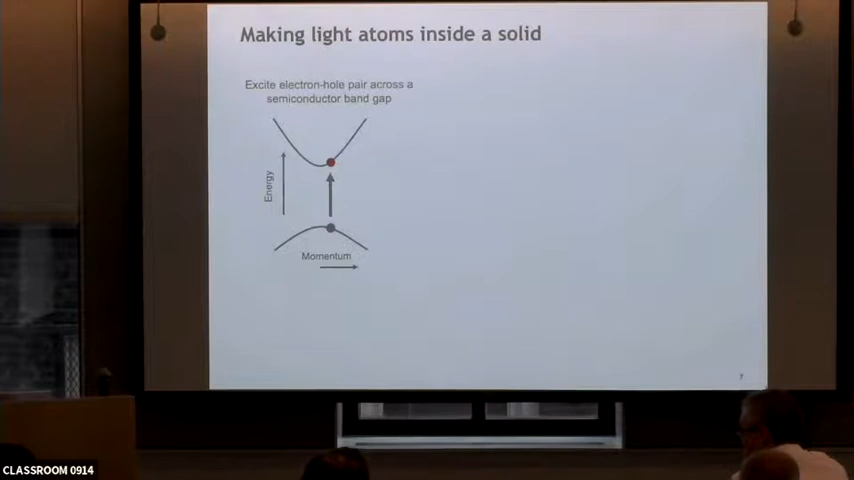 Making light atoms inside a solid
Excite electron-hole pair across a
semiconductor band gap
Energy
Momentum
7
CLASSROOM 0914